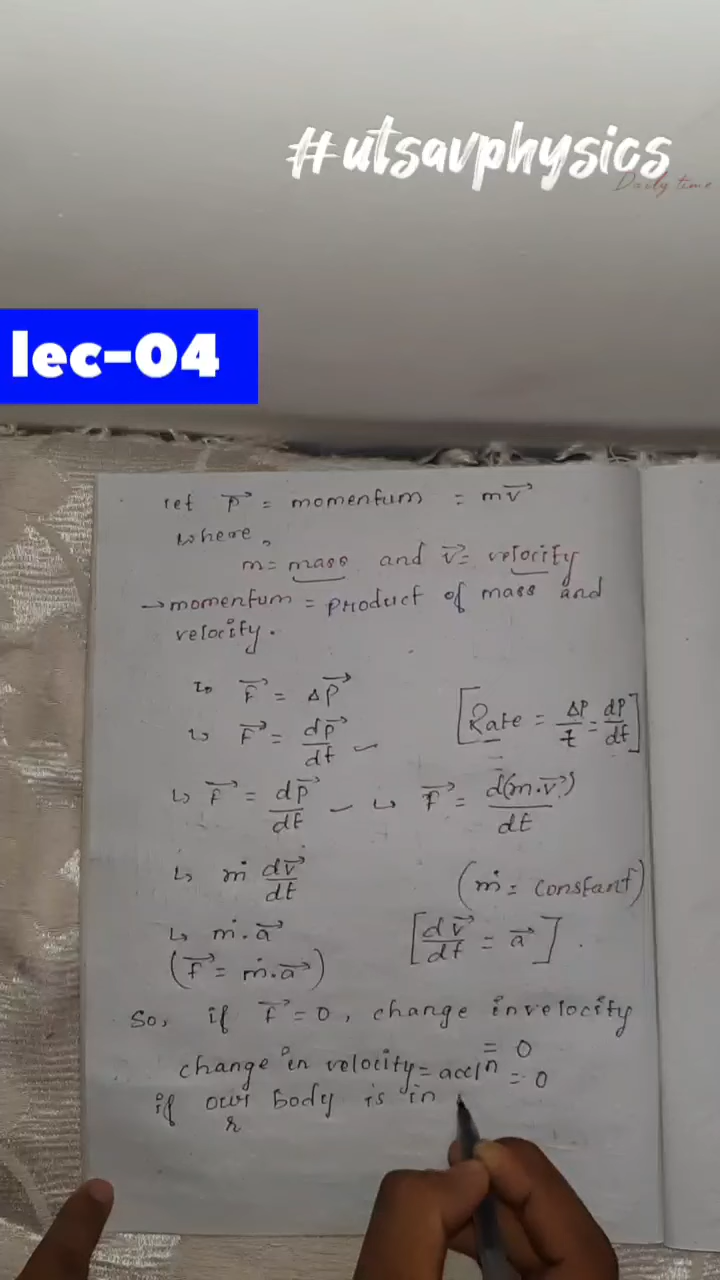 #utsavphysics
Daily time
lec-04
let p⃗ = momentum = mv⃗
where,
m = mass and v⃗ = velocity
→ momentum = product of mass and
velocity.
↳ F⃗ = ΔP⃗
↳ F⃗ = dp⃗/dt [Rate = ΔP/t = dp/dt]
↳ F⃗ = dp⃗/dt ↳ F⃗ = d(m.v⃗)/dt
↳ ṁ dv⃗/dt (ṁ = constant)
↳ ṁ.a⃗ [dv⃗/dt = a⃗].
(F⃗ = ṁ.a⃗)
So, if F⃗ = 0, change in velocity
= 0
change in velocity = accln = 0
if our body is in
r